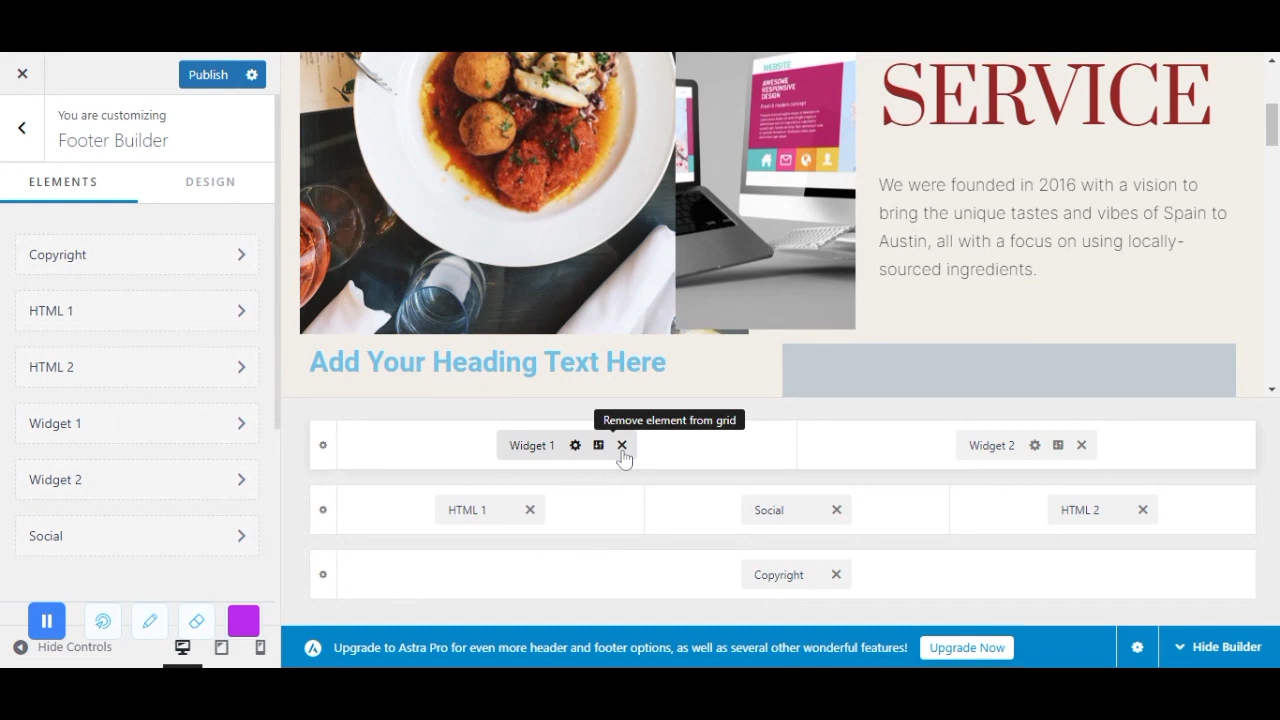 Publish
You are customizing
Footer Builder
ELEMENTS
DESIGN
Copyright
HTML 1
HTML 2
Widget 1
Widget 2
Social
Hide Controls
WEBSITE
AWESOME
RESPONSIVE
DESIGN
SERVICE
We were founded in 2016 with a vision to
bring the unique tastes and vibes of Spain to
Austin, all with a focus on using locally-
sourced ingredients.
Add Your Heading Text Here
Remove element from grid
Widget 1
Widget 2
HTML 1
Social
HTML 2
Copyright
Upgrade to Astra Pro for even more header and footer options, as well as several other wonderful features!
Upgrade Now
Hide Builder